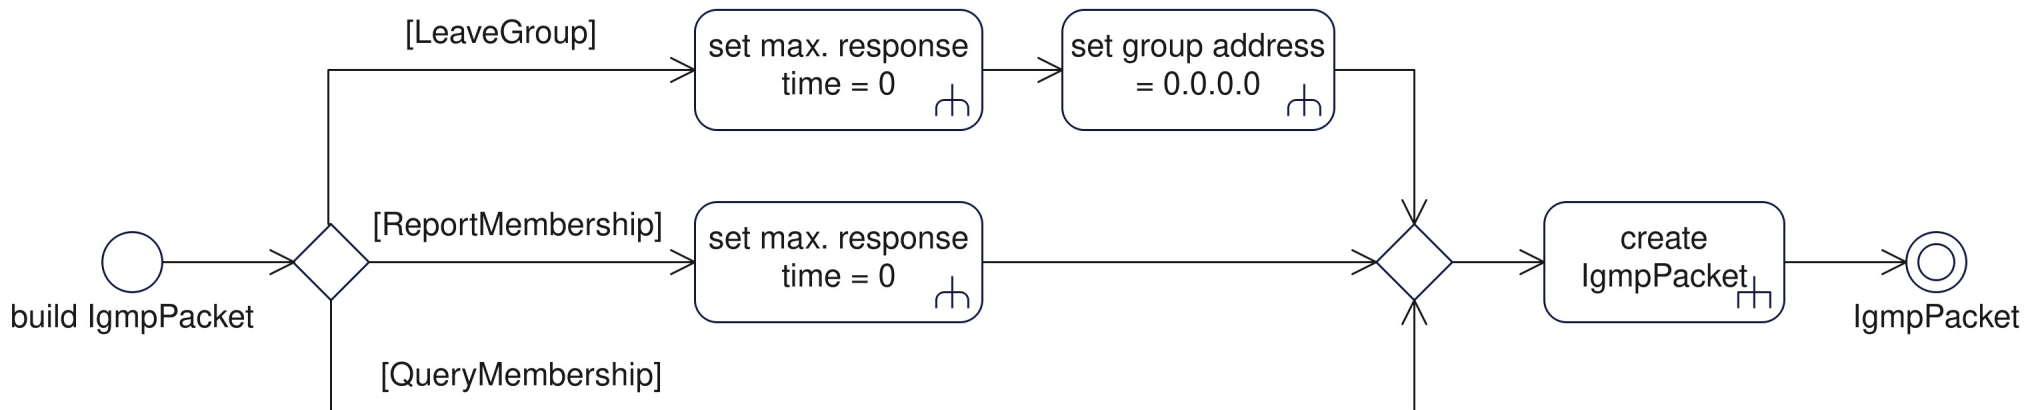 [LeaveGroup]
set max. response
time = 0
set group address
= 0.0.0.0
[ReportMembership]
set max. response
time = 0
create
IgmpPacket
build IgmpPacket
IgmpPacket
[QueryMembership]